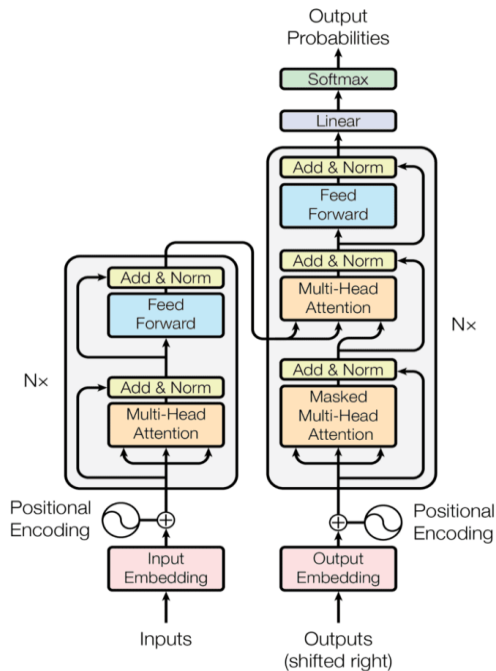 Output
Probabilities
Softmax
Linear
Add & Norm
Feed
Forward
Add & Norm
Multi-Head
Attention
Add & Norm
Masked
Multi-Head
Attention
N×
Positional
Encoding
Output
Embedding
Outputs
(shifted right)
Add & Norm
Feed
Forward
Add & Norm
Multi-Head
Attention
N×
Positional
Encoding
Input
Embedding
Inputs